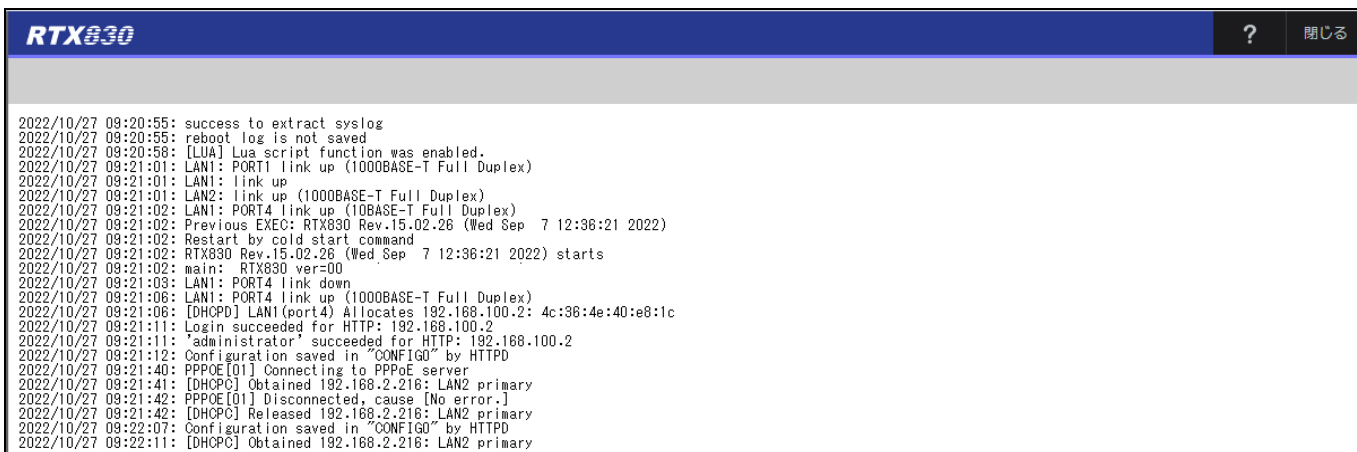 RTX830
?
閉じる
2022/10/27 09:20:55: success to extract syslog
2022/10/27 09:20:55: reboot log is not saved
2022/10/27 09:20:58: [LUA] Lua script function was enabled.
2022/10/27 09:21:01: LAN1: PORT1 link up (1000BASE-T Full Duplex)
2022/10/27 09:21:01: LAN1: link up
2022/10/27 09:21:01: LAN2: link up (1000BASE-T Full Duplex)
2022/10/27 09:21:02: LAN1: PORT4 link up (10BASE-T Full Duplex)
2022/10/27 09:21:02: Previous EXEC: RTX830 Rev.15.02.26 (Wed Sep  7 12:36:21 2022)
2022/10/27 09:21:02: Restart by cold start command
2022/10/27 09:21:02: RTX830 Rev.15.02.26 (Wed Sep  7 12:36:21 2022) starts
2022/10/27 09:21:02: main:  RTX830 ver=00
2022/10/27 09:21:03: LAN1: PORT4 link down
2022/10/27 09:21:06: LAN1: PORT4 link up (1000BASE-T Full Duplex)
2022/10/27 09:21:06: [DHCPD] LAN1(port4) Allocates 192.168.100.2: 4c:36:4e:40:e8:1c
2022/10/27 09:21:11: Login succeeded for HTTP: 192.168.100.2
2022/10/27 09:21:11: 'administrator' succeeded for HTTP: 192.168.100.2
2022/10/27 09:21:12: Configuration saved in "CONFIG0" by HTTPD
2022/10/27 09:21:40: PPPOE[01] Connecting to PPPoE server
2022/10/27 09:21:41: [DHCPC] Obtained 192.168.2.216: LAN2 primary
2022/10/27 09:21:42: PPPOE[01] Disconnected, cause [No error.]
2022/10/27 09:21:42: [DHCPC] Released 192.168.2.216: LAN2 primary
2022/10/27 09:22:07: Configuration saved in "CONFIG0" by HTTPD
2022/10/27 09:22:11: [DHCPC] Obtained 192.168.2.216: LAN2 primary